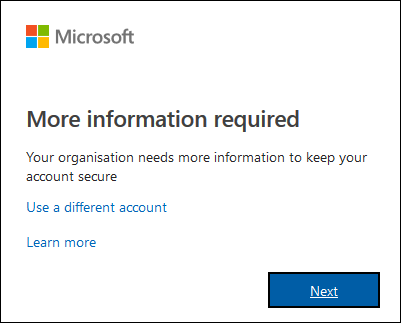 Microsoft
More information required
Your organisation needs more information to keep your
account secure
Use a different account
Learn more
Next